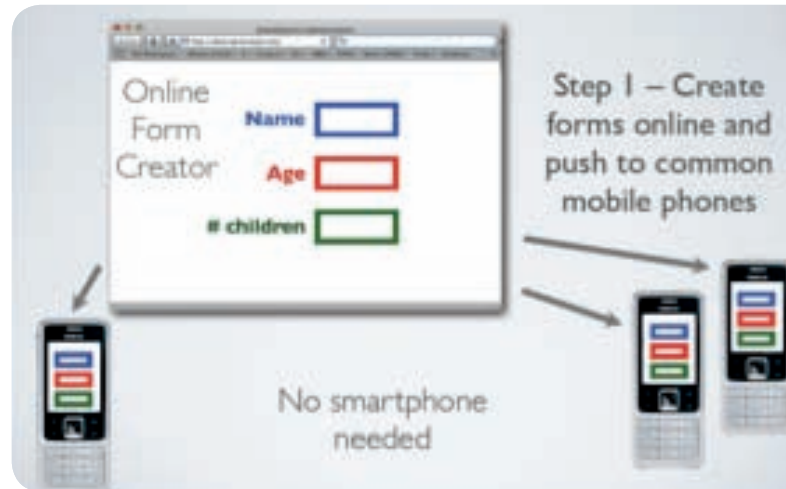 Online
Form
Creator
Name
Age
# children
Step 1 – Create
forms online and
push to common
mobile phones
No smartphone
needed